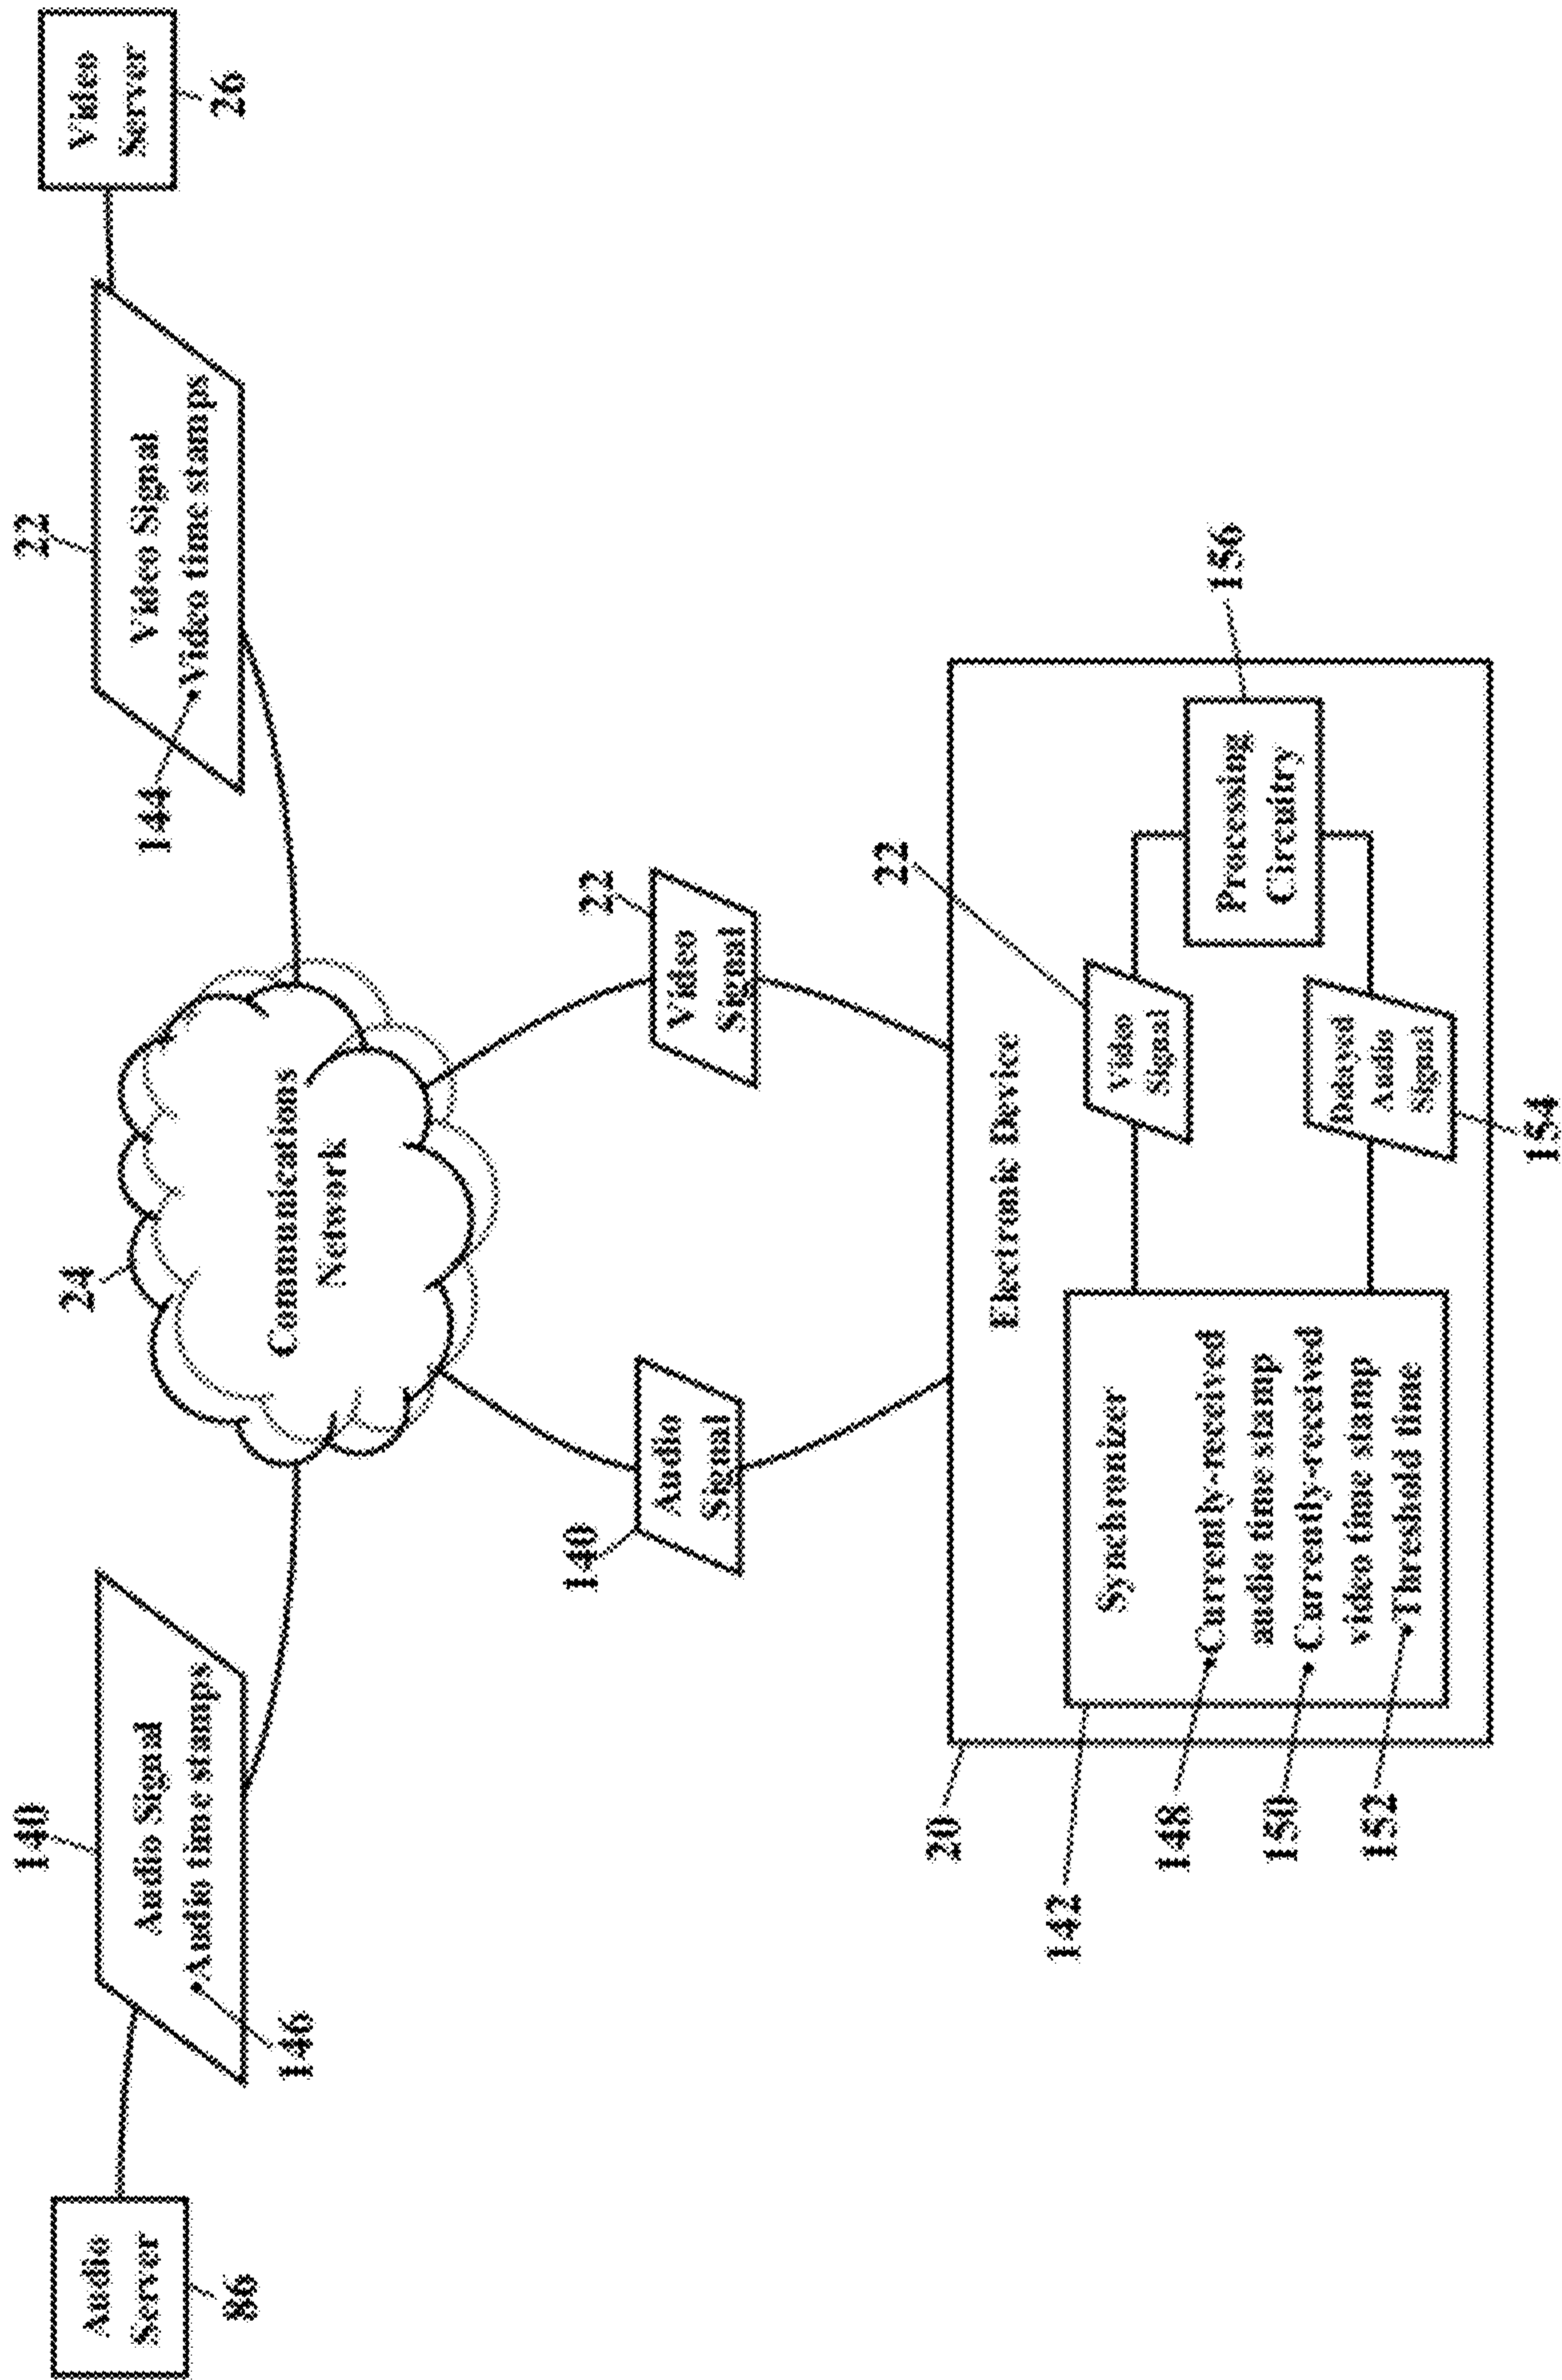 Audio
Server
86
140
Audio Signal
•Audio time stamps
146
24
Communications
Network
22
Video Signal
•Video time stamps
144
Video
Server
26
140
Audio
Signal
22
Video
Signal
20
Electronic Device
142
Synchronizer
148
•Currently-received
audio time stamp
150
•Currently-received
video time stamp
152
•Threshold time
22
Video
Signal
Delayed
Audio
Signal
154
156
Processing
Circuitry